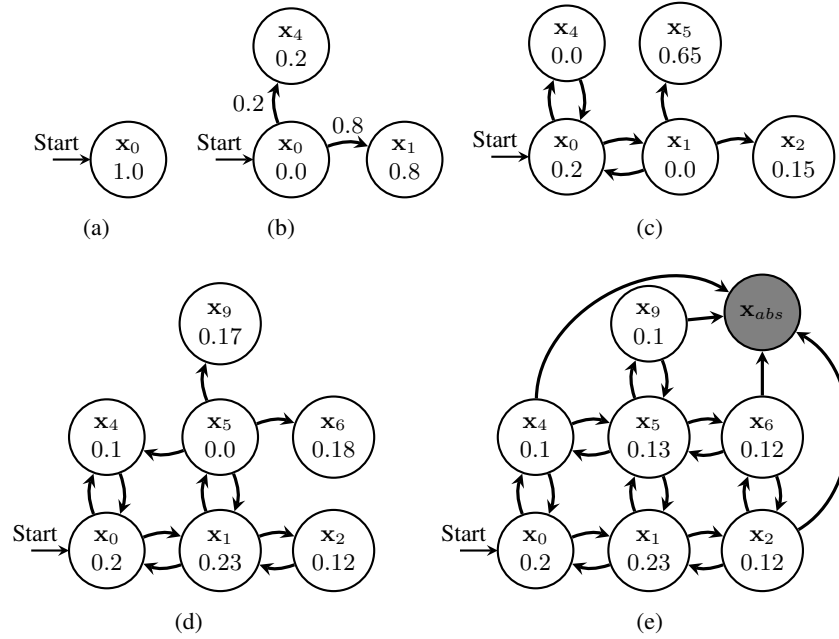 Start
x0
1.0
(a)
x4
0.2
0.2
0.8
Start
x0
0.0
x1
0.8
(b)
x4
0.0
x5
0.65
Start
x0
0.2
x1
0.0
x2
0.15
(c)
x9
0.17
x4
0.1
x5
0.0
x6
0.18
Start
x0
0.2
x1
0.23
x2
0.12
(d)
x9
0.1
xabs
x4
0.1
x5
0.13
x6
0.12
Start
x0
0.2
x1
0.23
x2
0.12
(e)